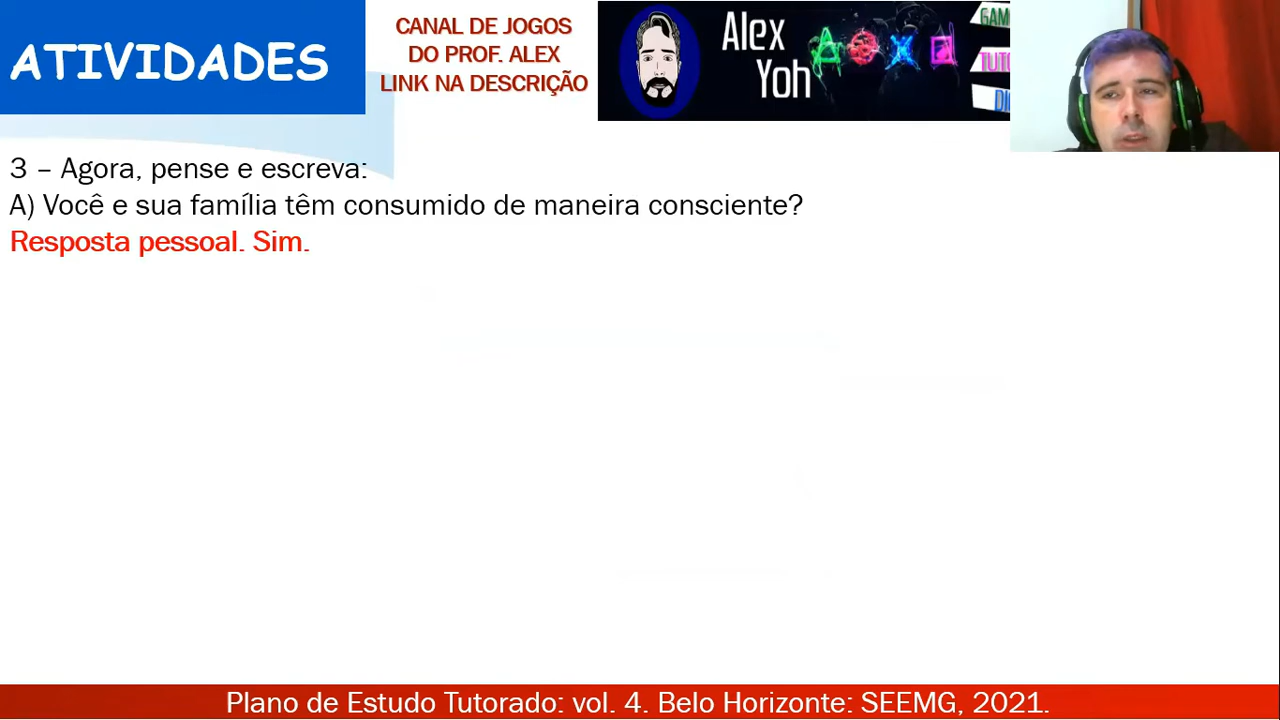 ATIVIDADES
CANAL DE JOGOS
DO PROF. ALEX
LINK NA DESCRIÇÃO
Alex
Yoh
3 – Agora, pense e escreva:
A) Você e sua família têm consumido de maneira consciente?
Resposta pessoal. Sim.
Plano de Estudo Tutorado: vol. 4. Belo Horizonte: SEEMG, 2021.